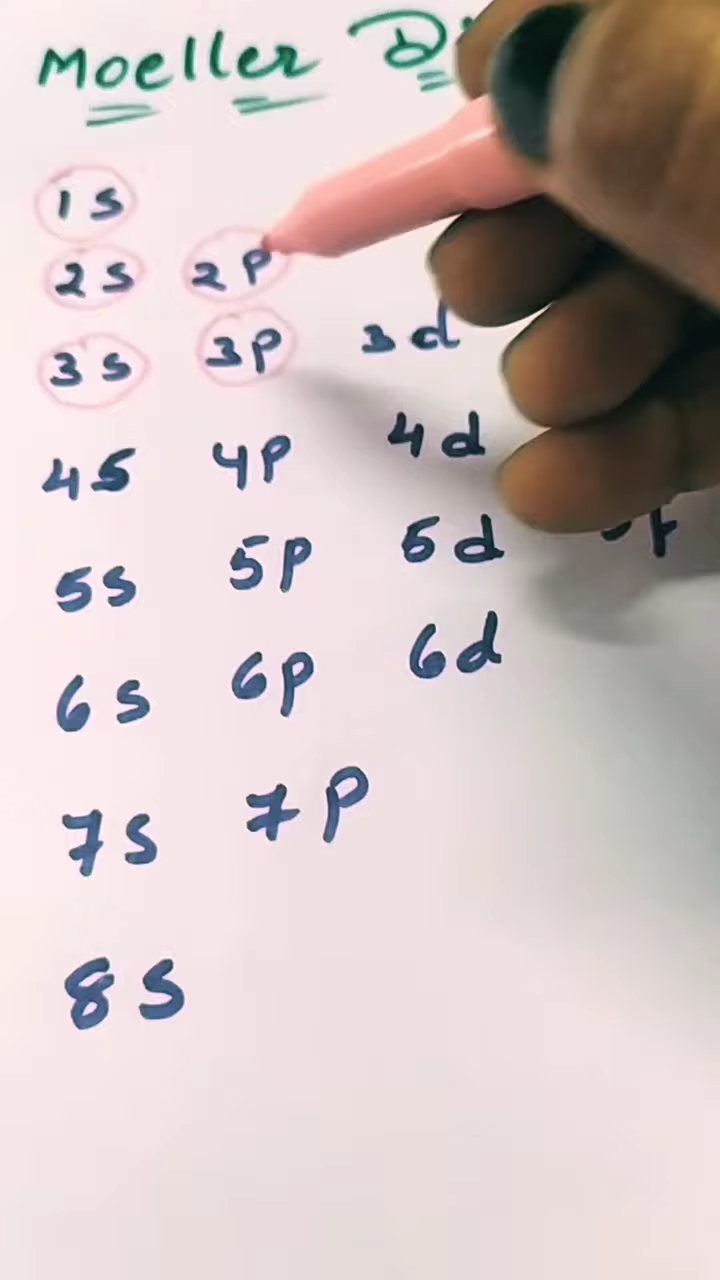 Moeller
1s
2s 2p
3s 3p 3d
4s 4p 4d
5s 5p 5d
6s 6p 6d
7s 7p
8s